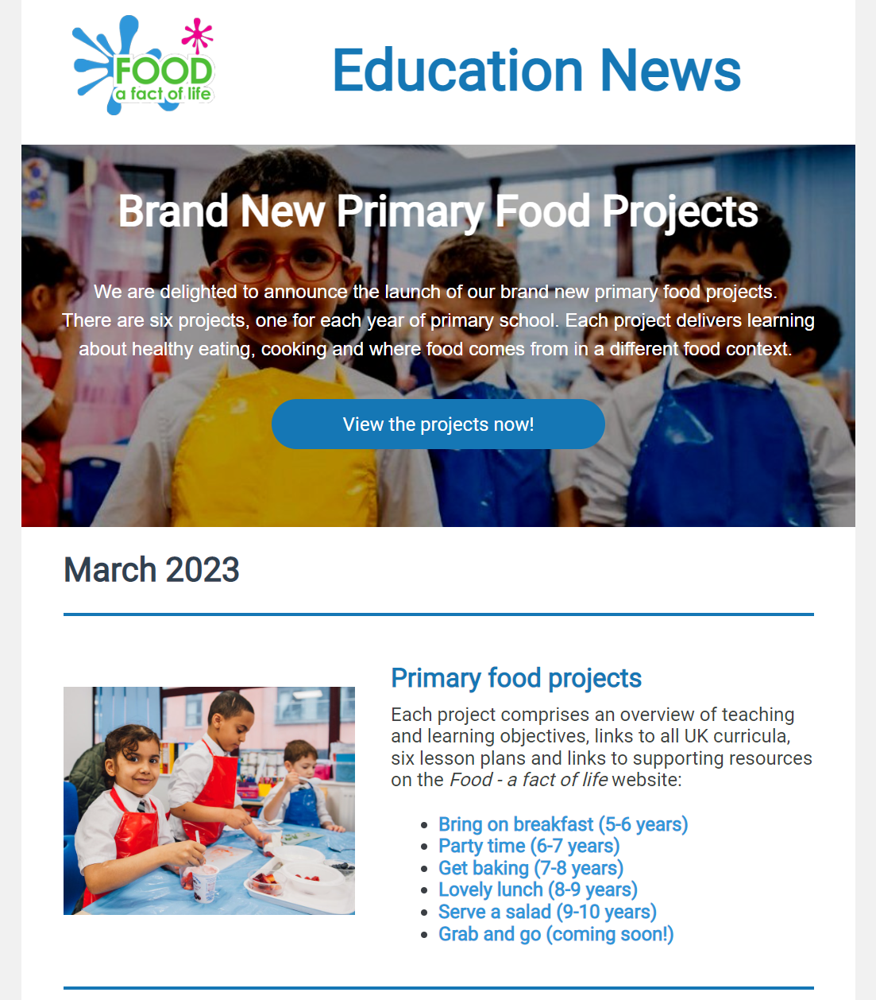 FOOD
a fact of life
Education News
Brand New Primary Food Projects
We are delighted to announce the launch of our brand new primary food projects.
There are six projects, one for each year of primary school. Each project delivers learning
about healthy eating, cooking and where food comes from in a different food context.
View the projects now!
March 2023
Primary food projects
Each project comprises an overview of teaching
and learning objectives, links to all UK curricula,
six lesson plans and links to supporting resources
on the Food - a fact of life website:
• Bring on breakfast (5-6 years)
• Party time (6-7 years)
• Get baking (7-8 years)
• Lovely lunch (8-9 years)
• Serve a salad (9-10 years)
• Grab and go (coming soon!)